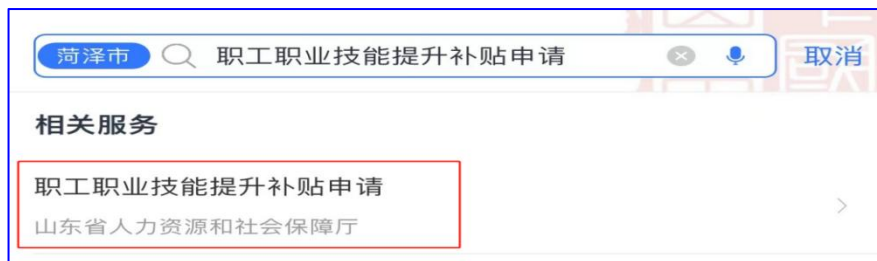 菏泽市 职工职业技能提升补贴申请 取消
相关服务
职工职业技能提升补贴申请
山东省人力资源和社会保障厅